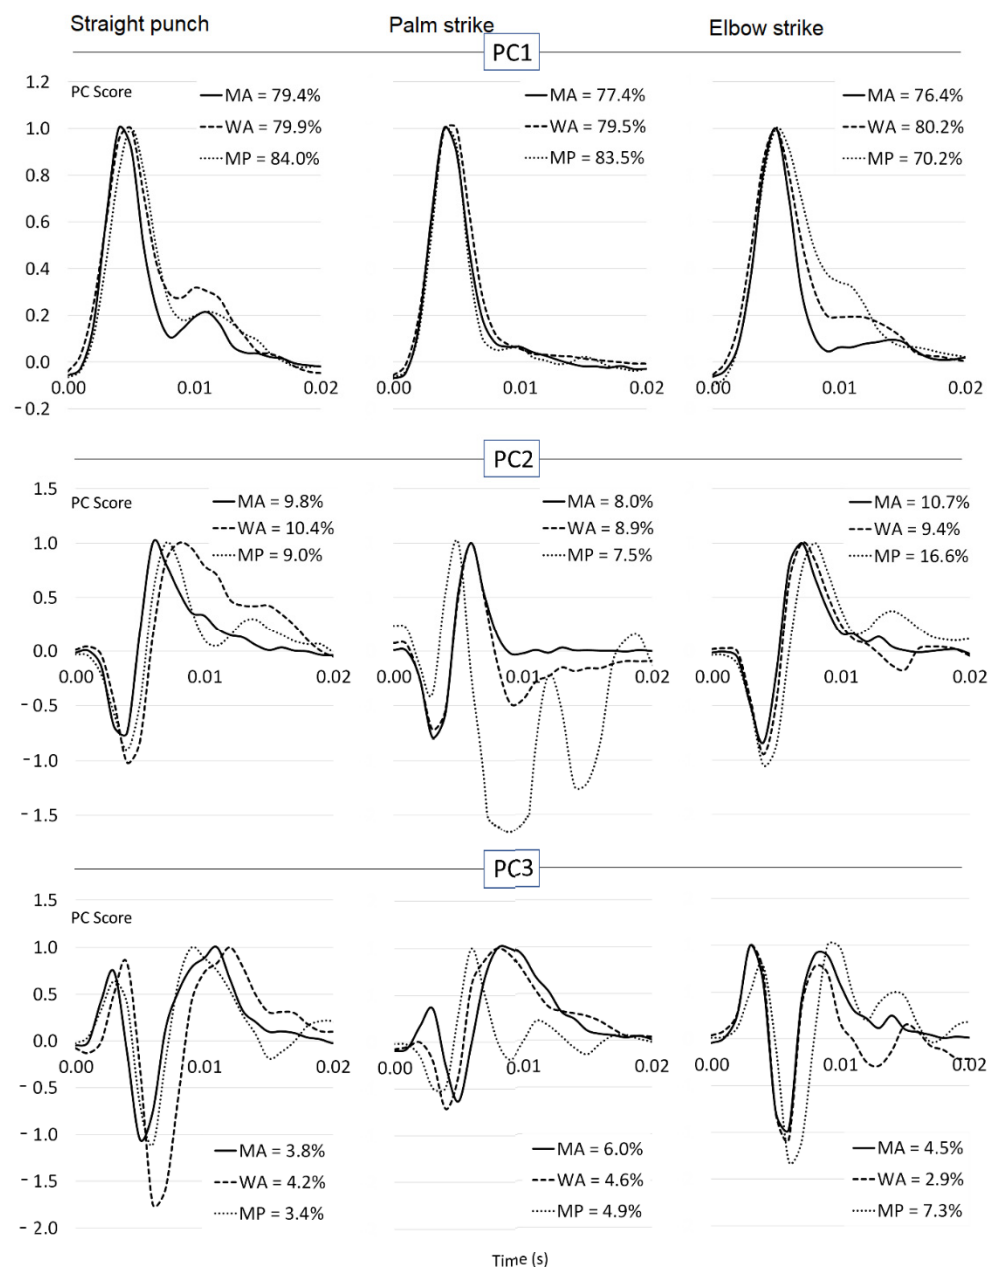 Straight punch Palm strike Elbow strike
PC1
1.2
PC Score MA = 79.4% MA = 77.4% MA = 76.4%
1.0 WA = 79.9% WA = 79.5% WA = 80.2%
MP = 84.0% MP = 83.5% MP = 70.2%
0.8
0.6
0.4
0.2
0.0
0.00 0.01 0.02 0.00 0.01 0.02 0.00 0.01 0.02
-0.2
PC2
1.5
PC Score MA = 9.8% MA = 8.0% MA = 10.7%
WA = 10.4% WA = 8.9% WA = 9.4%
1.0 MP = 9.0% MP = 7.5% MP = 16.6%
0.5
0.0
0.00 0.01 0.02 0.00 0.01 0.02 0.00 0.01 0.02
-0.5
-1.0
-1.5
PC3
1.5
PC Score
1.0
0.5
0.0
0.00 0.01 0.02 0.00 0.01 0.02 0.00 0.01 0.02
-0.5
-1.0
MA = 3.8% MA = 6.0% MA = 4.5%
-1.5 WA = 4.2% WA = 4.6% WA = 2.9%
MP = 3.4% MP = 4.9% MP = 7.3%
-2.0
Time (s)